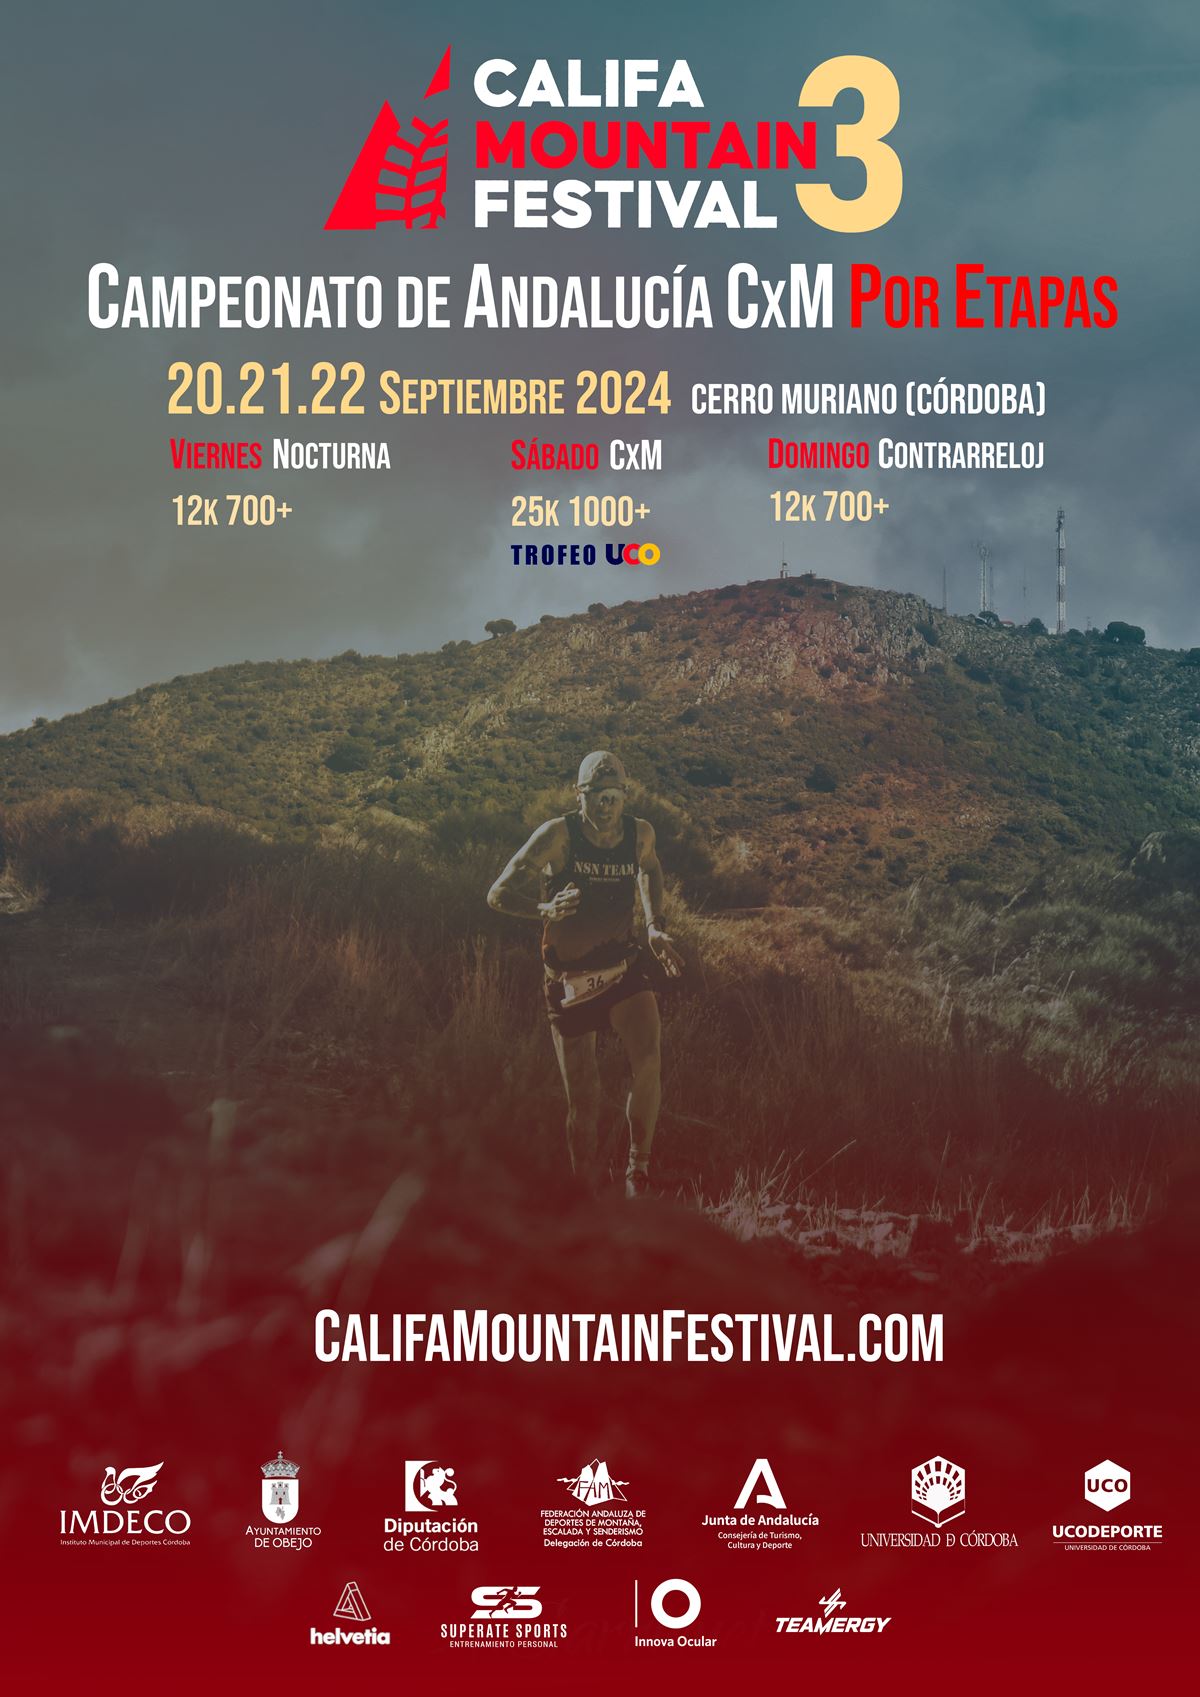 CALIFA
MOUNTAIN 3
FESTIVAL
CAMPEONATO DE ANDALUCÍA CXM POR ETAPAS
20.21.22 SEPTIEMBRE 2024 CERRO MURIANO (CÓRDOBA)
VIERNES NOCTURNA
12K 700+
SÁBADO CXM
25K 1000+
TROFEO UCO
DOMINGO CONTRARRELOJ
12K 700+
NSN TEAM
36
CALIFAMOUNTAINFESTIVAL.COM
IMDECO
Instituto Municipal de Deportes Córdoba
AYUNTAMIENTO
DE OBEJO
Diputación
de Córdoba
FAM
FEDERACIÓN ANDALUZA DE
DEPORTES DE MONTAÑA,
ESCALADA Y SENDERISMO
Delegación de Córdoba
Junta de Andalucía
Consejería de Turismo,
Cultura y Deporte
UNIVERSIDAD Đ CÓRDOBA
UCO
UCODEPORTE
UNIVERSIDAD DE CÓRDOBA
helvetia
SUPERATE SPORTS
ENTRENAMIENTO PERSONAL
Innova Ocular
TEAMERGY